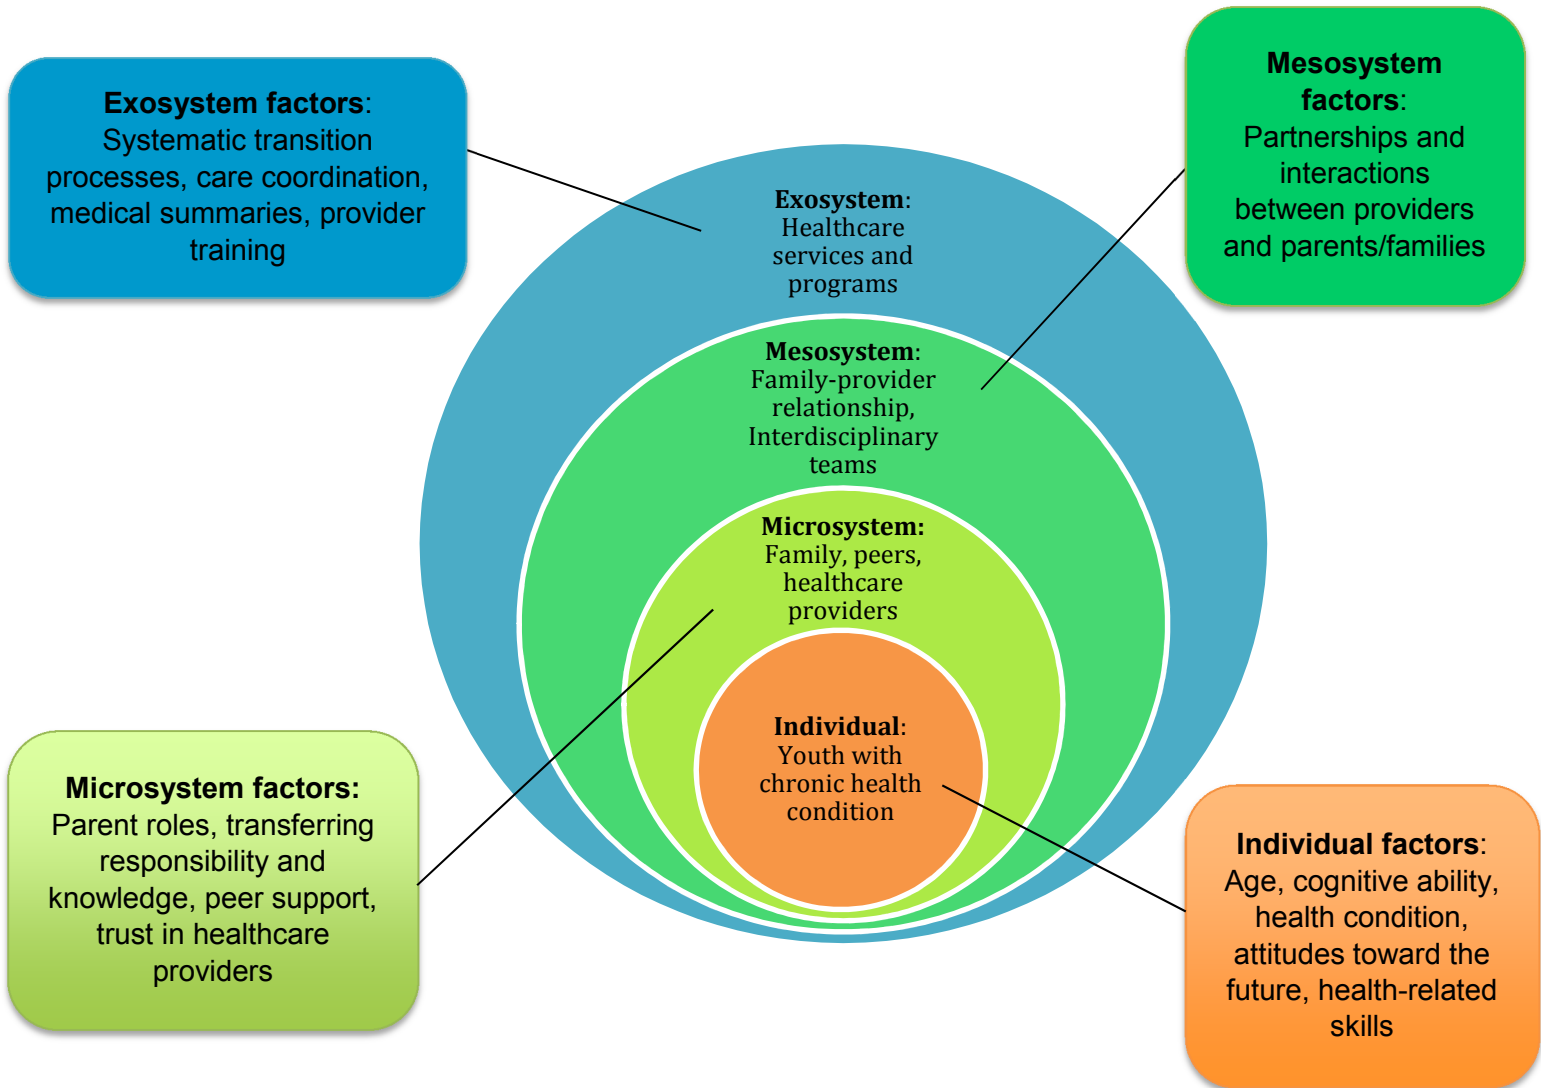 Exosystem factors:
Systematic transition
processes, care coordination,
medical summaries, provider
training
Mesosystem
factors:
Partnerships and
interactions
between providers
and parents/families
Exosystem:
Healthcare
services and
programs
Mesosystem:
Family-provider
relationship,
Interdisciplinary
teams
Microsystem:
Family, peers,
healthcare
providers
Individual:
Youth with
chronic health
condition
Microsystem factors:
Parent roles, transferring
responsibility and
knowledge, peer support,
trust in healthcare
providers
Individual factors:
Age, cognitive ability,
health condition,
attitudes toward the
future, health-related
skills